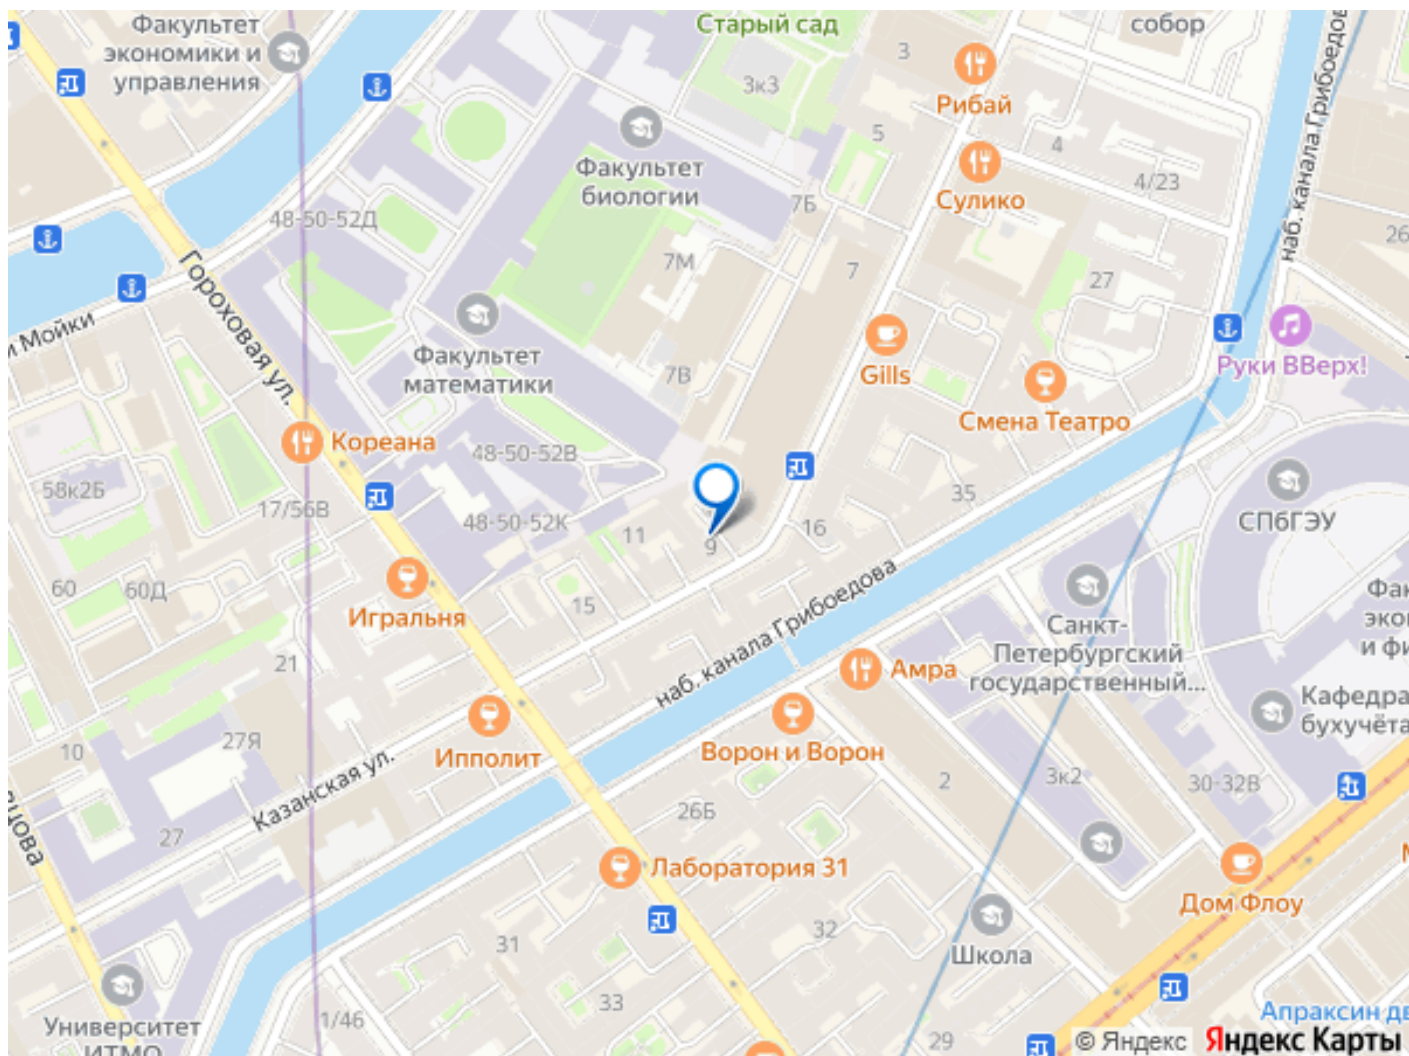 Факультет
экономики и
управления
Старый сад
собор
3
Рибай
3к3
5
4
Факультет
биологии
7Б
Сулико
4/23
наб. канала Грибоедова
26
48-50-52Д
7М
7
27
Гороховая ул.
Мойки
Факультет
математики
7В
Gills
Смена Театро
Руки ВВерх!
Кореана
48-50-52В
58к2Б
17/56В
48-50-52К
11
9
16
35
СПбГЭУ
60
60Д
Игральня
15
наб. канала Грибоедова
Санкт-
Петербургский
государственный...
21
Амра
Кафедра
бухучёта
10
27Я
Ипполит
Ворон и Ворон
Казанская ул.
2
3к2
30-32В
26Б
27
Лаборатория 31
Дом Флоу
31
32
Школа
33
Университет
ИТМО
1/46
29
Апраксин
© Яндекс
Яндекс Карты